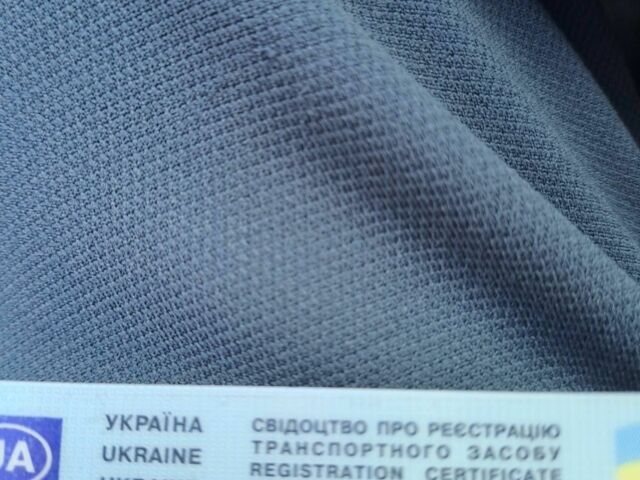 UA
УКРАЇНА
UKRAINE
СВІДОЦТВО ПРО РЕЄСТРАЦІЮ
ТРАНСПОРТНОГО ЗАСОБУ
REGISTRATION CERTIFICATE